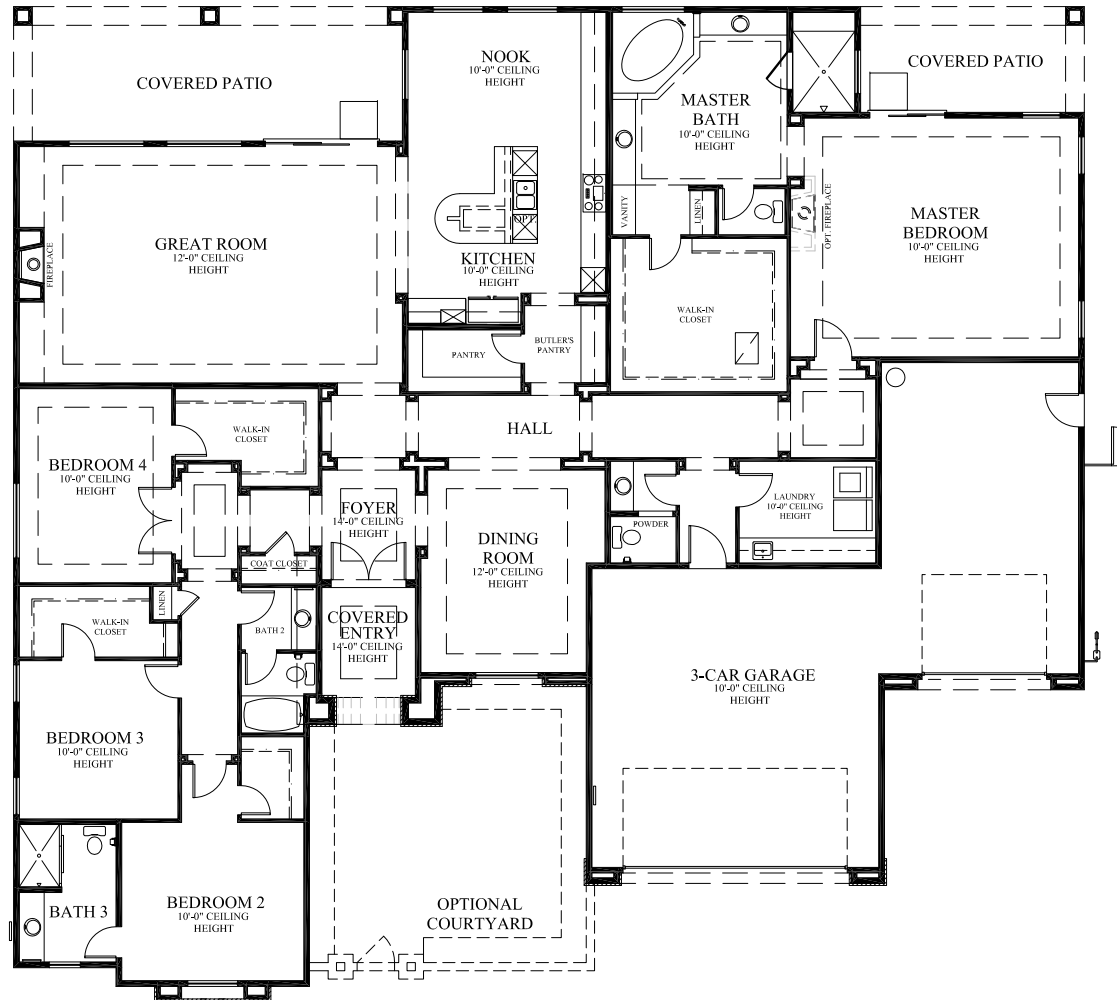 COVERED PATIO
NOOK
10'-0" CEILING
HEIGHT
MASTER
BATH
10'-0" CEILING
HEIGHT
COVERED PATIO
GREAT ROOM
12'-0" CEILING
HEIGHT
FIREPLACE
OPT
KITCHEN
10'-0" CEILING
HEIGHT
VANITY
LINEN
OPT. FIREPLACE
MASTER
BEDROOM
10'-0" CEILING
HEIGHT
PANTRY
BUTLER'S
PANTRY
WALK-IN
CLOSET
HALL
WALK-IN
CLOSET
BEDROOM 4
10'-0" CEILING
HEIGHT
FOYER
14'-0" CEILING
HEIGHT
COAT CLOSET
DINING
ROOM
12'-0" CEILING
HEIGHT
POWDER
LAUNDRY
10'-0" CEILING
HEIGHT
LINEN
WALK-IN
CLOSET
BATH 2
COVERED
ENTRY
14'-0" CEILING
HEIGHT
3-CAR GARAGE
10'-0" CEILING
HEIGHT
BEDROOM 3
10'-0" CEILING
HEIGHT
BATH 3
BEDROOM 2
10'-0" CEILING
HEIGHT
OPTIONAL
COURTYARD